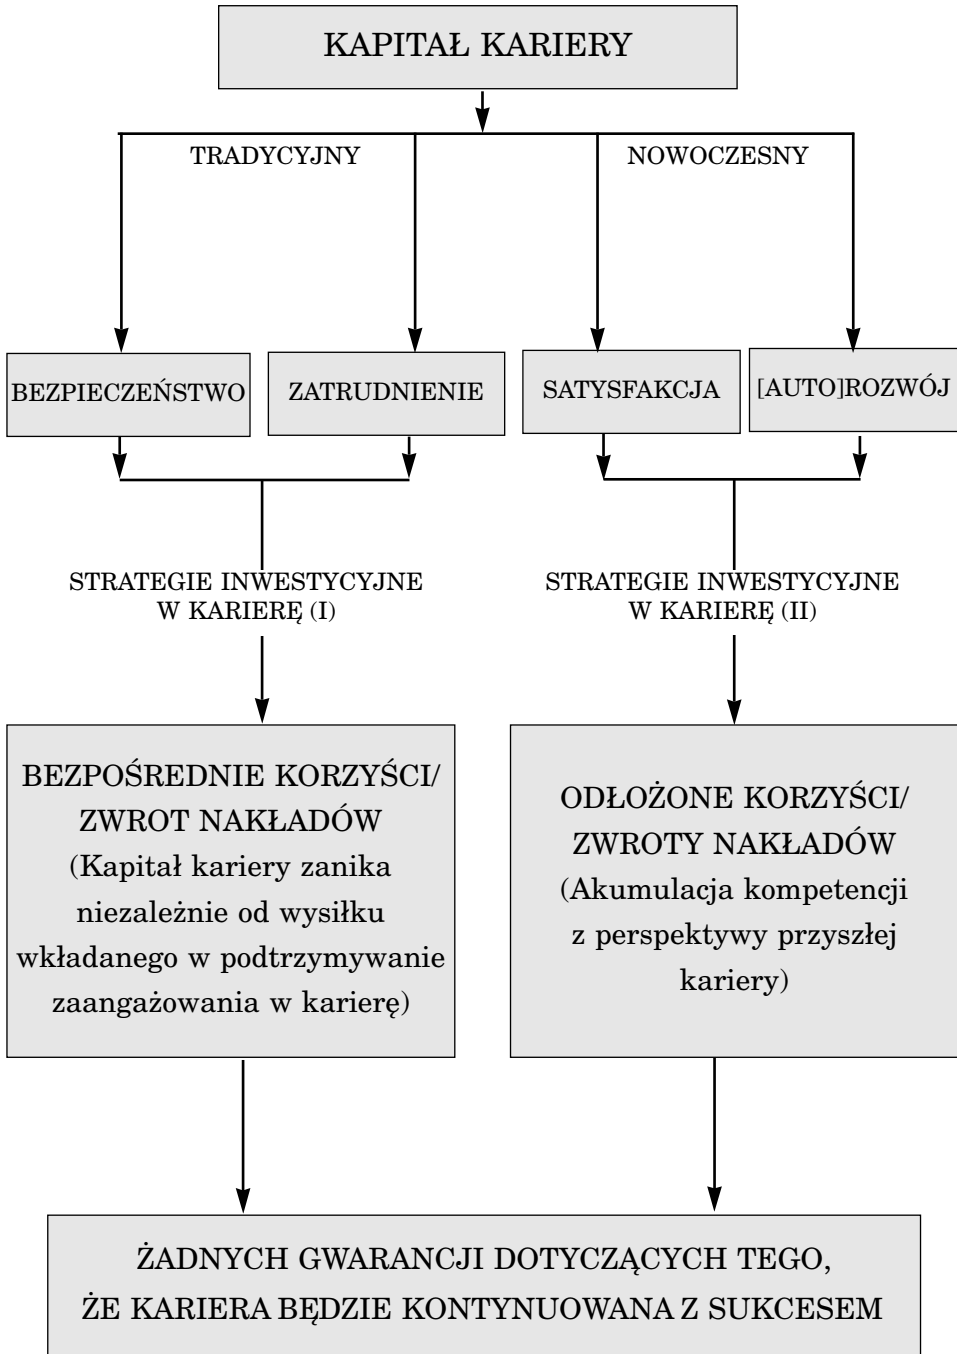 KAPITAŁ KARIERY
TRADYCYJNY
NOWOCZESNY
BEZPIECZEŃSTWO
ZATRUDNIENIE
SATYSFAKCJA
[AUTO]ROZWÓJ
STRATEGIE INWESTYCYJNE
W KARIERĘ (I)
STRATEGIE INWESTYCYJNE
W KARIERĘ (II)
BEZPOŚREDNIE KORZYŚCI/
ZWROT NAKŁADÓW
(Kapitał kariery zanika
niezależnie od wysiłku
wkładanego w podtrzymywanie
zaangażowania w karierę)
ODŁOŻONE KORZYŚCI/
ZWROTY NAKŁADÓW
(Akumulacja kompetencji
z perspektywy przyszłej
kariery)
ŻADNYCH GWARANCJI DOTYCZĄCYCH TEGO,
ŻE KARIERA BĘDZIE KONTYNUOWANA Z SUKCESEM